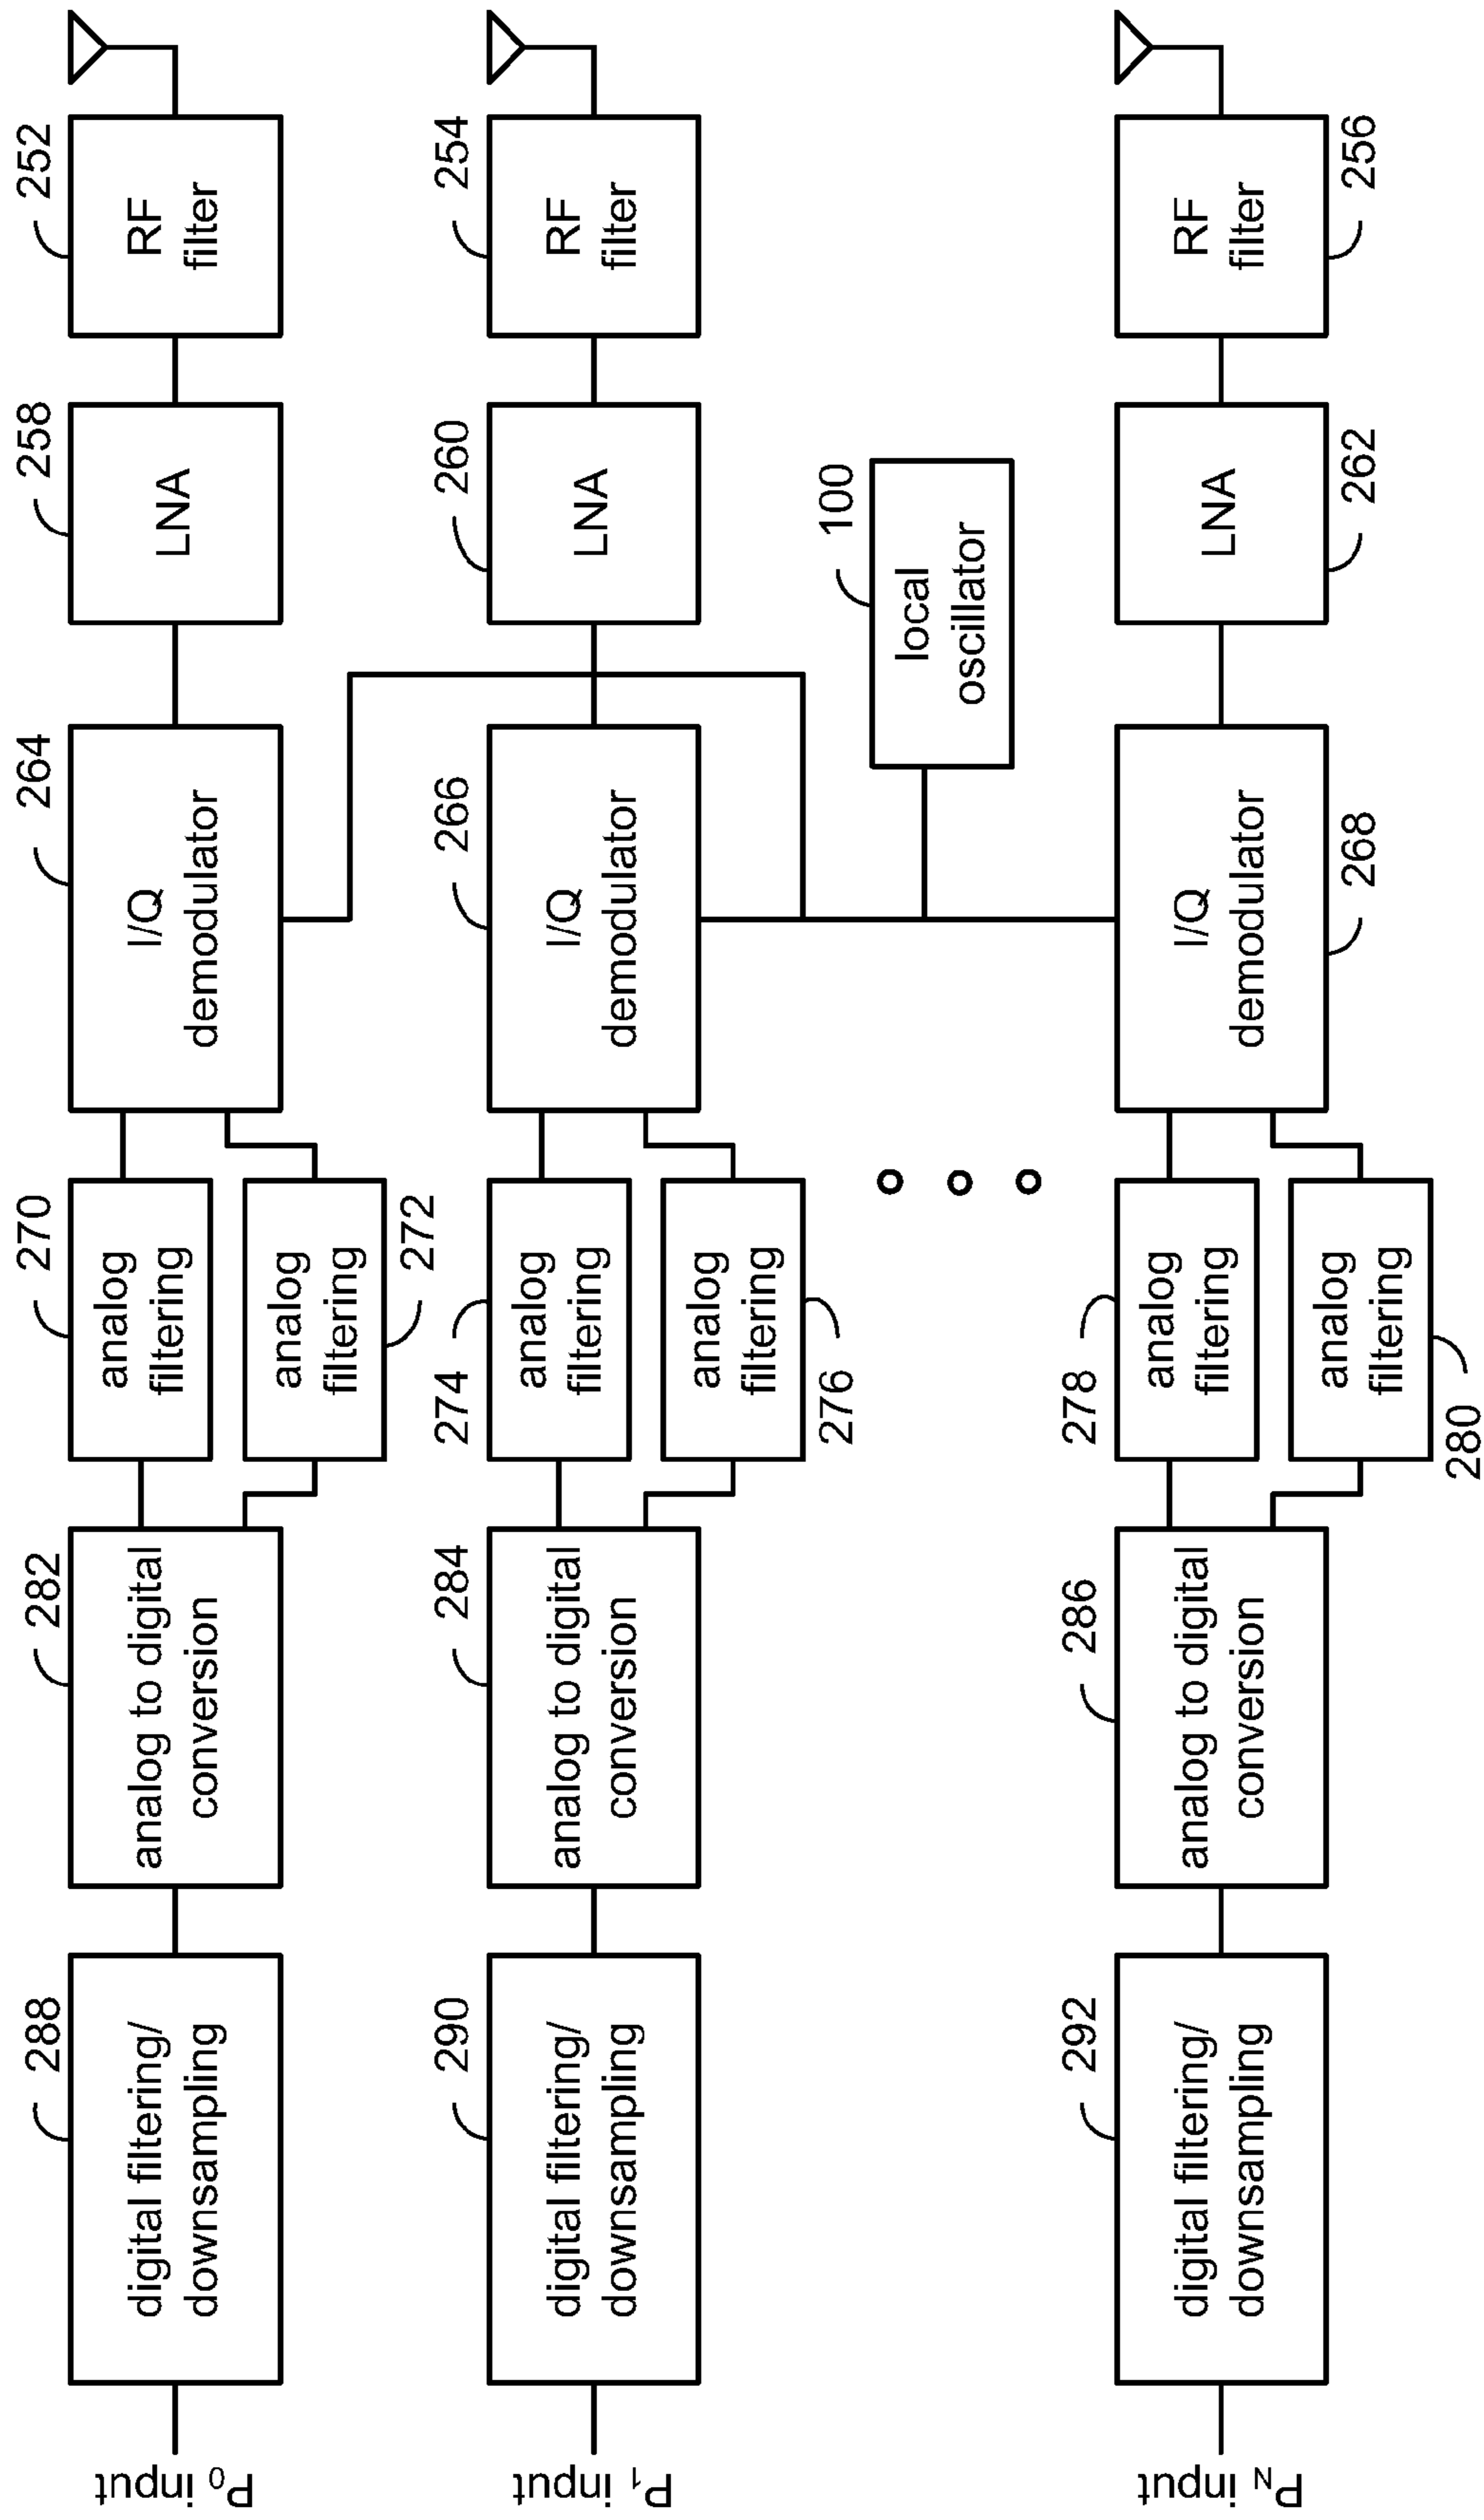 P₀ input
288
digital filtering/
downsampling
282
analog to digital
conversion
270
analog
filtering
analog
filtering
272
264
I/Q
demodulator
258
LNA
252
RF
filter
P₁ input
290
digital filtering/
downsampling
284
analog to digital
conversion
274
analog
filtering
analog
filtering
276
266
I/Q
demodulator
260
LNA
254
RF
filter
100
local
oscillator
P_N input
292
digital filtering/
downsampling
286
analog to digital
conversion
278
analog
filtering
analog
filtering
280
I/Q
demodulator
268
LNA
262
RF
filter
256